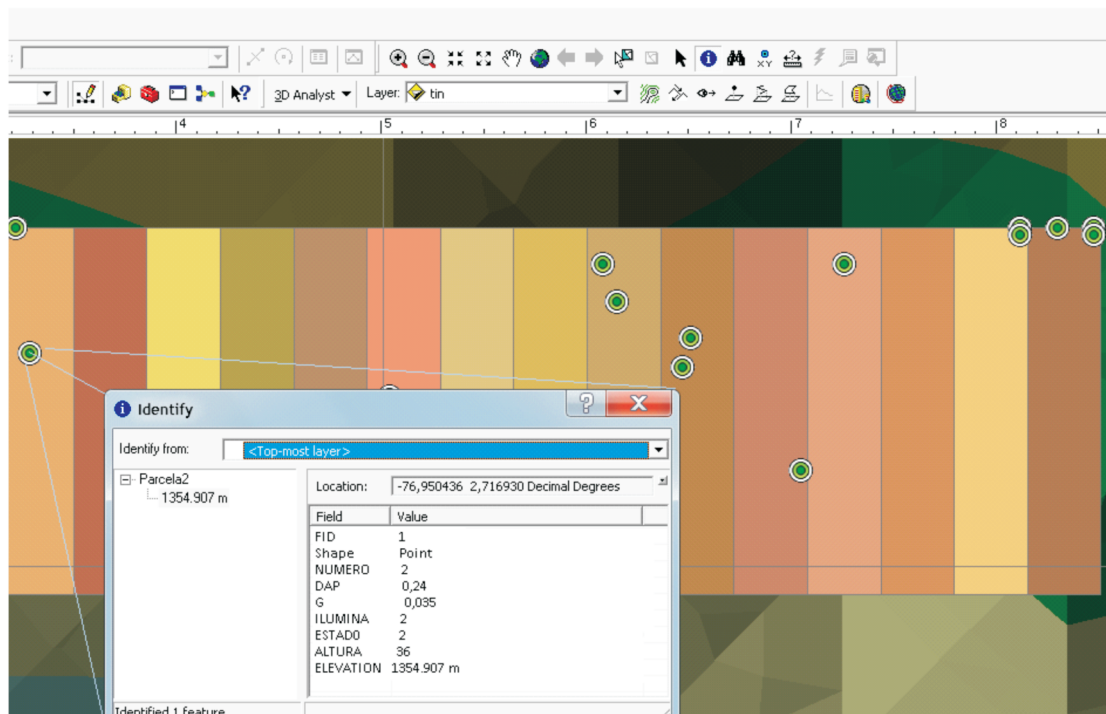 3D Analyst Layer: tin
4 5 6 7 8
Identify
Identify from: <Top-most layer>
Parcela2
1354.907 m
Location: -76,950436 2,716930 Decimal Degrees
Field Value
FID 1
Shape Point
NUMERO 2
DAP 0,24
G 0,035
ILUMINA 2
ESTADO 2
ALTURA 36
ELEVATION 1354.907 m
Identified 1 feature